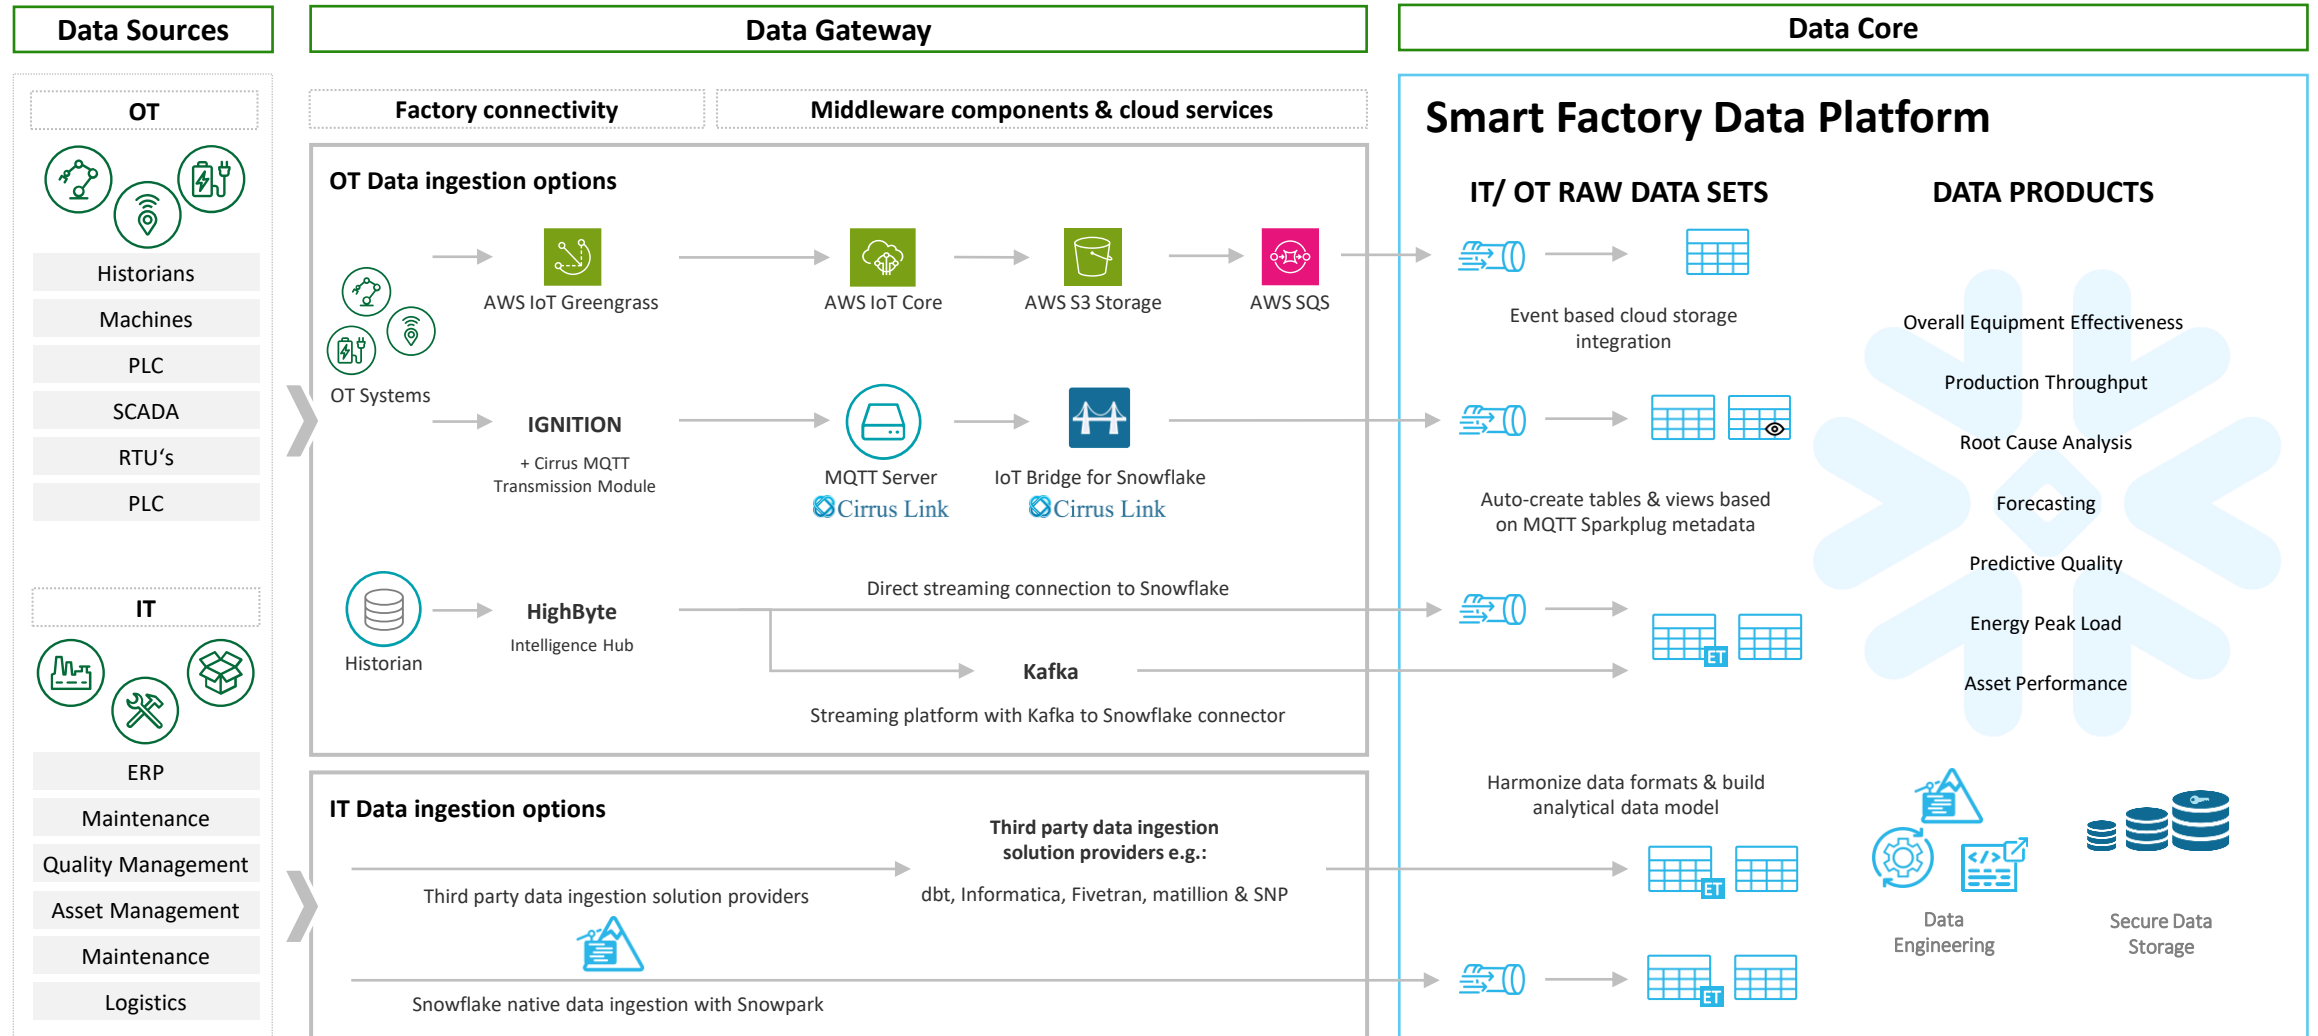 Data Sources
Data Gateway
Data Core
OT
Historians
Machines
PLC
SCADA
RTU‘s
PLC
IT
ERP
Maintenance
Quality Management
Asset Management
Maintenance
Logistics
Factory connectivity
Middleware components & cloud services
OT Data ingestion options
OT Systems
AWS IoT Greengrass
AWS IoT Core
AWS S3 Storage
AWS SQS
IGNITION
+ Cirrus MQTT
Transmission Module
MQTT Server
Cirrus Link
IoT Bridge for Snowflake
Cirrus Link
Historian
HighByte
Intelligence Hub
Direct streaming connection to Snowflake
Kafka
Streaming platform with Kafka to Snowflake connector
IT Data ingestion options
Third party data ingestion solution providers
Third party data ingestion
solution providers e.g.:
dbt, Informatica, Fivetran, matillion & SNP
Snowflake native data ingestion with Snowpark
Smart Factory Data Platform
IT/ OT RAW DATA SETS
Event based cloud storage
integration
Auto-create tables & views based
on MQTT Sparkplug metadata
ET
Harmonize data formats & build
analytical data model
ET
ET
DATA PRODUCTS
Overall Equipment Effectiveness
Production Throughput
Root Cause Analysis
Forecasting
Predictive Quality
Energy Peak Load
Asset Performance
</>
Data
Engineering
Secure Data
Storage